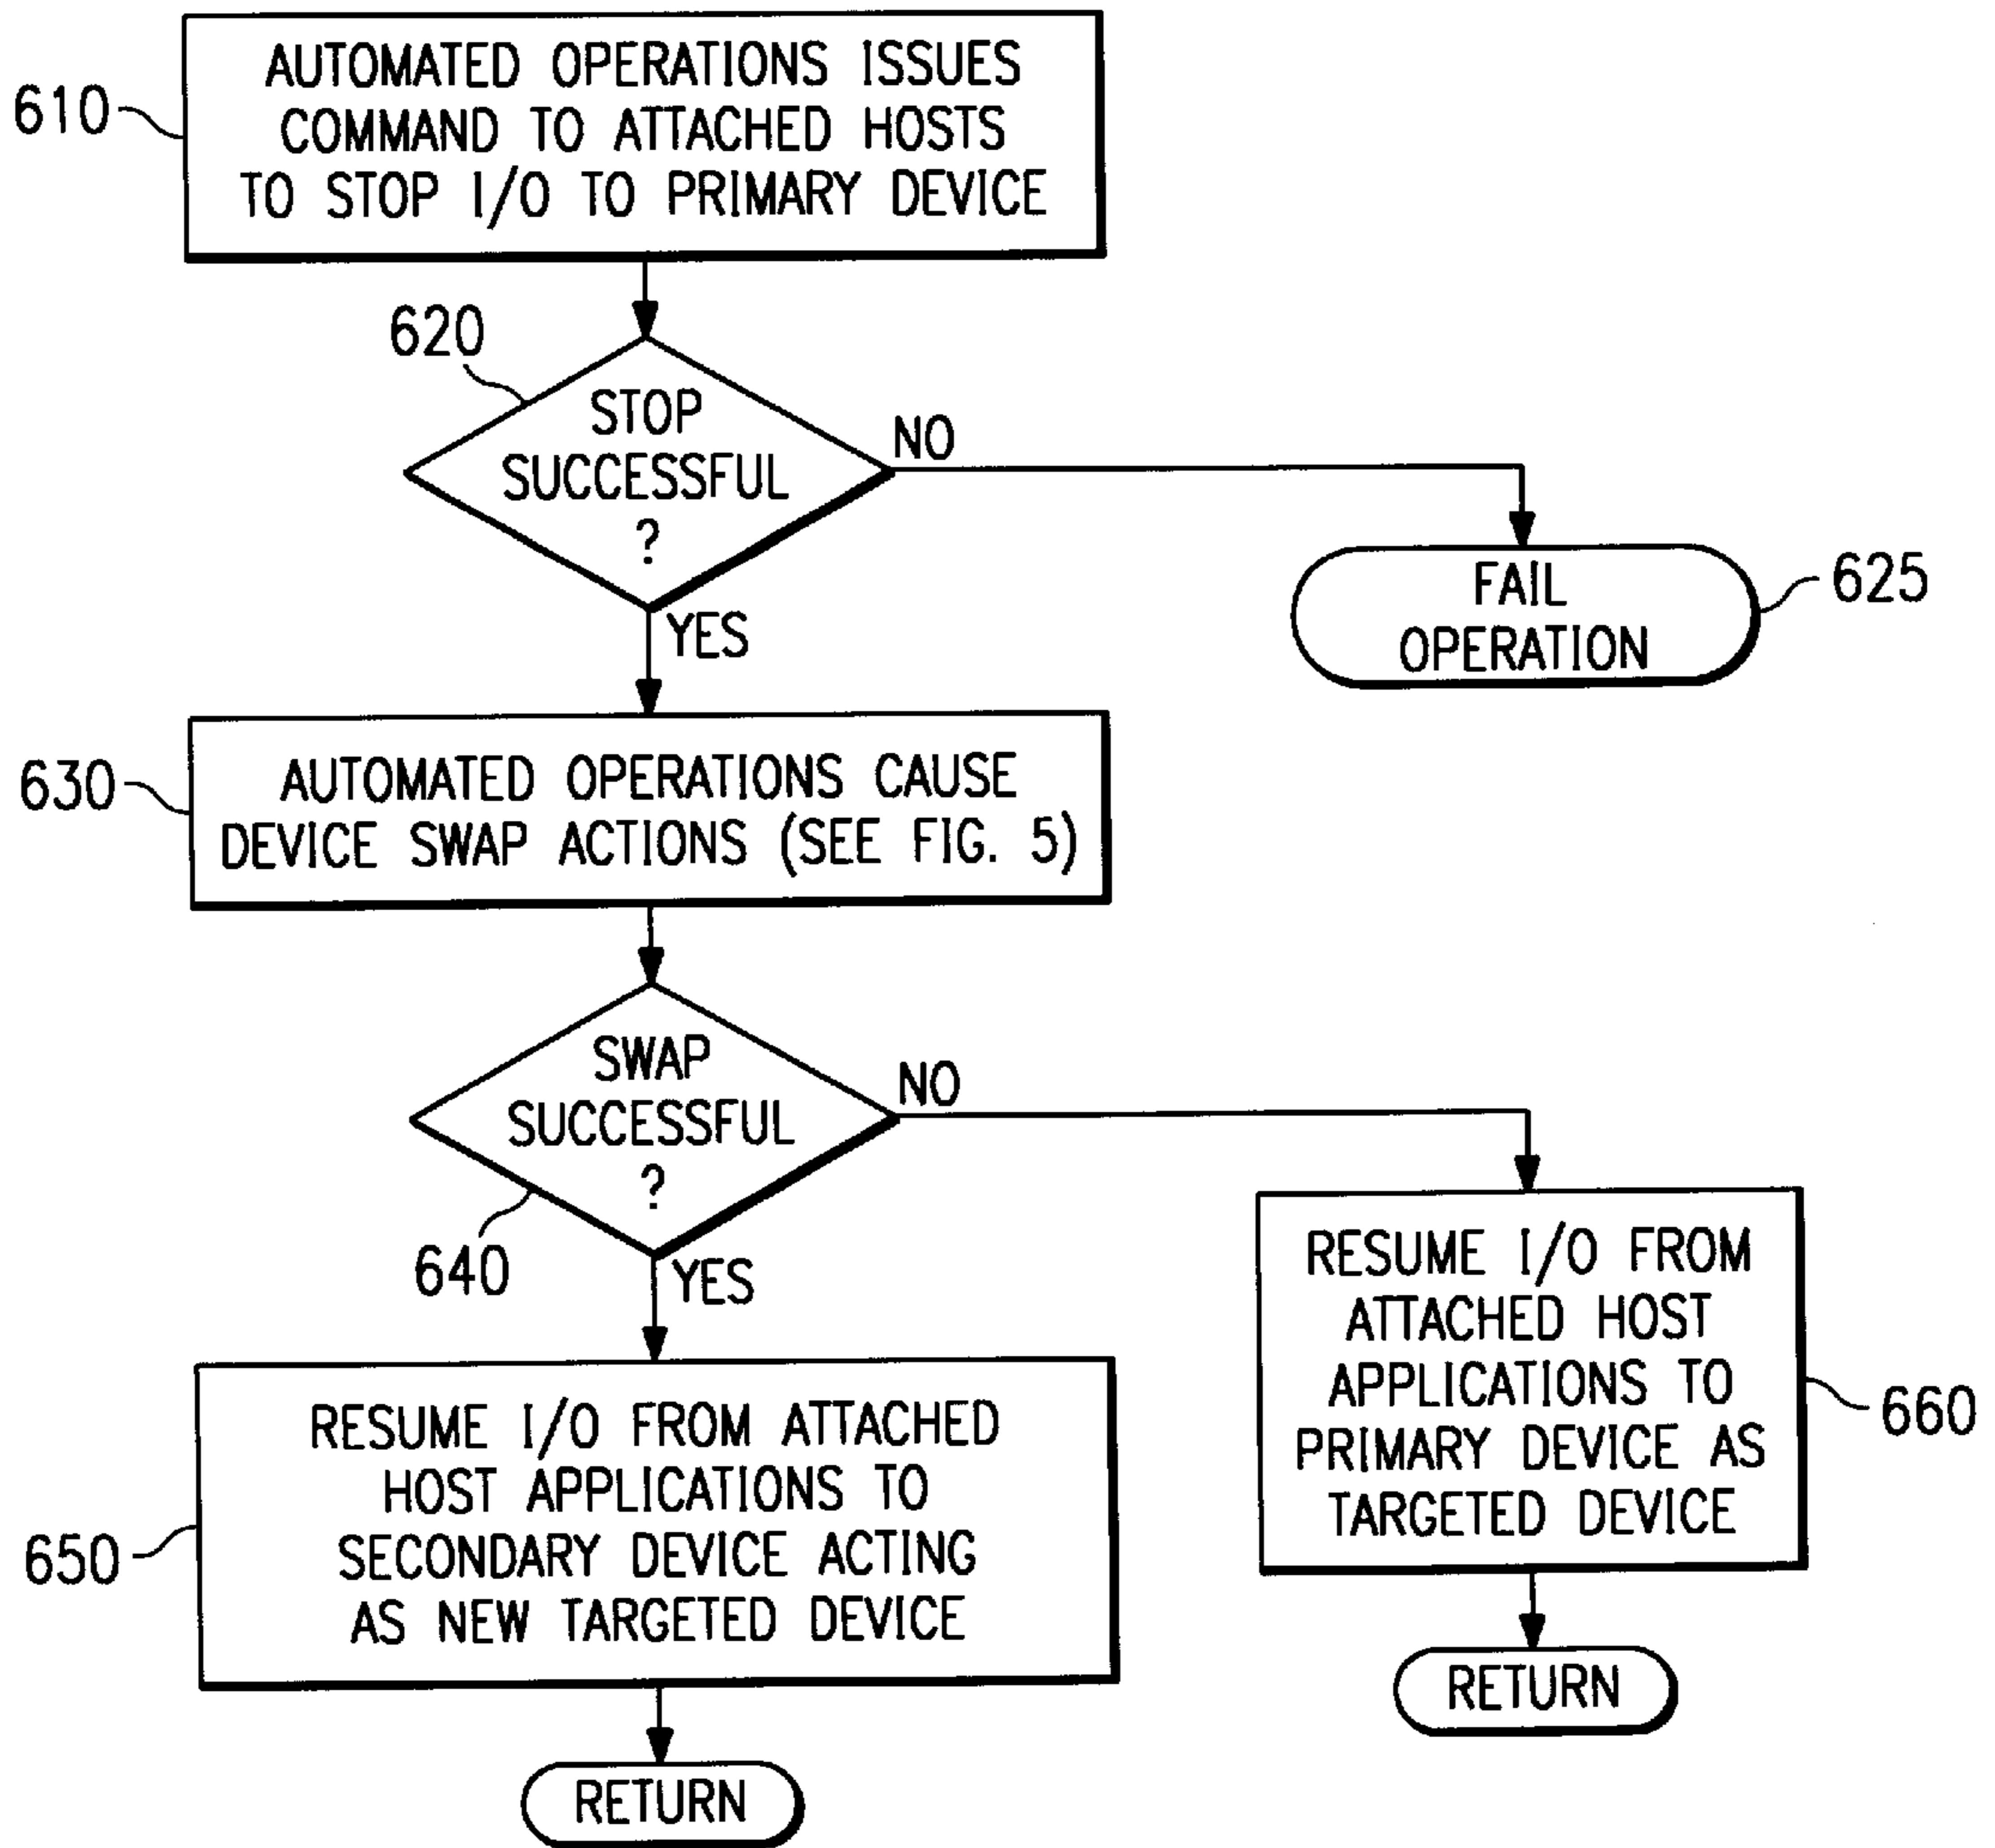 610
AUTOMATED OPERATIONS ISSUES
COMMAND TO ATTACHED HOSTS
TO STOP I/O TO PRIMARY DEVICE
620
STOP
SUCCESSFUL
?
NO
YES
FAIL
OPERATION
625
630
AUTOMATED OPERATIONS CAUSE
DEVICE SWAP ACTIONS (SEE FIG. 5)
SWAP
SUCCESSFUL
?
NO
640
YES
RESUME I/O FROM
ATTACHED HOST
APPLICATIONS TO
PRIMARY DEVICE AS
TARGETED DEVICE
660
650
RESUME I/O FROM ATTACHED
HOST APPLICATIONS TO
SECONDARY DEVICE ACTING
AS NEW TARGETED DEVICE
RETURN
RETURN